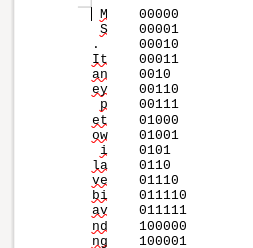 M 00000
S 00001
. 00010
It 00011
an 0010
ey 00110
p 00111
et 01000
ow 01001
i 0101
la 0110
ve 01110
bi 011110
av 011111
nd 100000
ng 100001